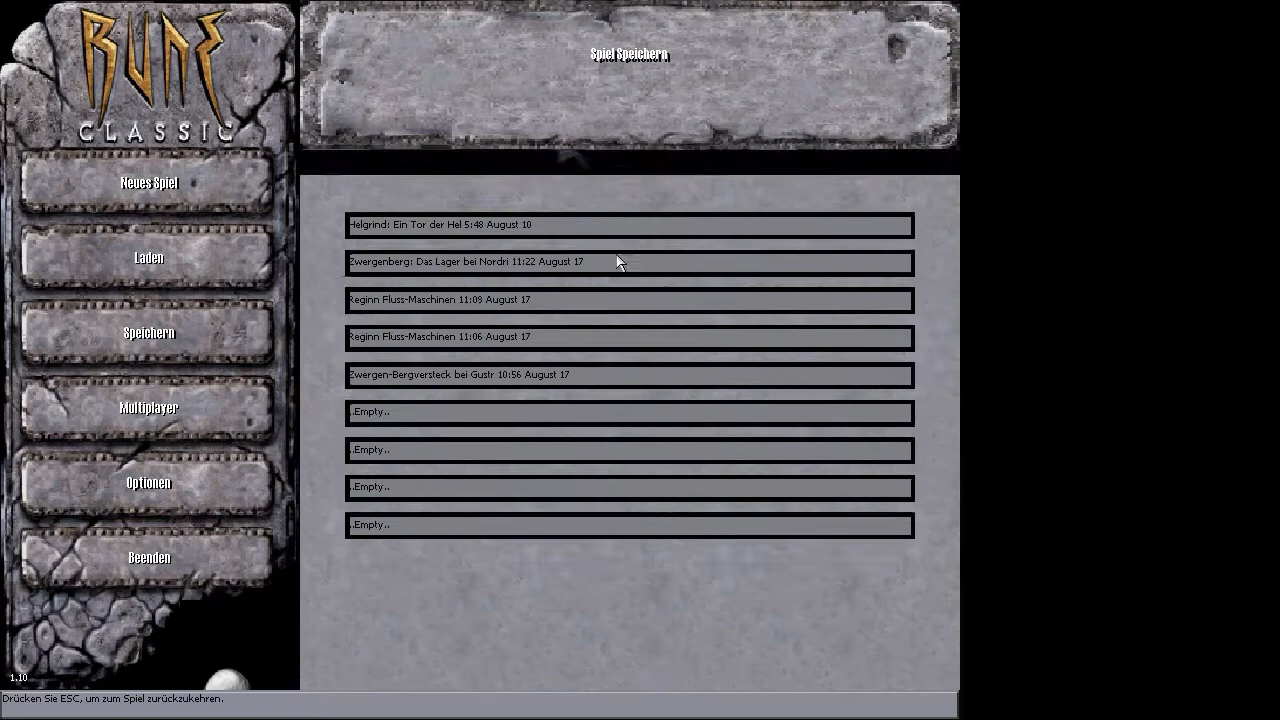 RUNE
CLASSIC
Neues Spiel
Laden
Speichern
Multiplayer
Optionen
Beenden
1.10
Spiel Speichern
Helgrind: Ein Tor der Hel 5:48 August 10
Zwergenberg: Das Lager bei Nordri 11:22 August 17
Reginn Fluss-Maschinen 11:09 August 17
Reginn Fluss-Maschinen 11:06 August 17
Zwergen-Bergversteck bei Gustr 10:56 August 17
..Empty..
..Empty..
..Empty..
..Empty..
Drücken Sie ESC, um zum Spiel zurückzukehren.